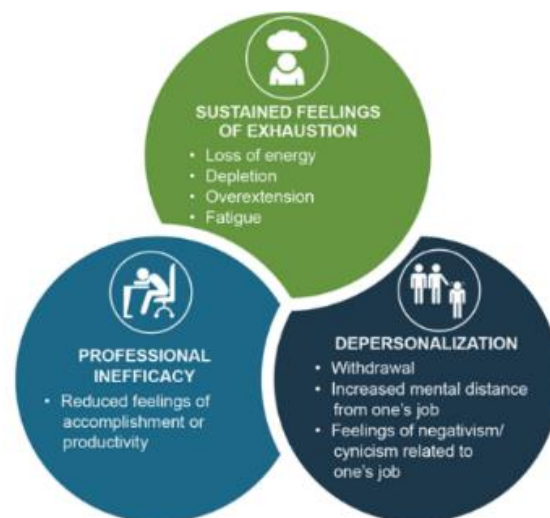 SUSTAINED FEELINGS
OF EXHAUSTION
• Loss of energy
• Depletion
• Overextension
• Fatigue
PROFESSIONAL
INEFFICACY
• Reduced feelings of
accomplishment or
productivity
DEPERSONALIZATION
• Withdrawal
• Increased mental distance
from one's job
• Feelings of negativism/
cynicism related to
one's job